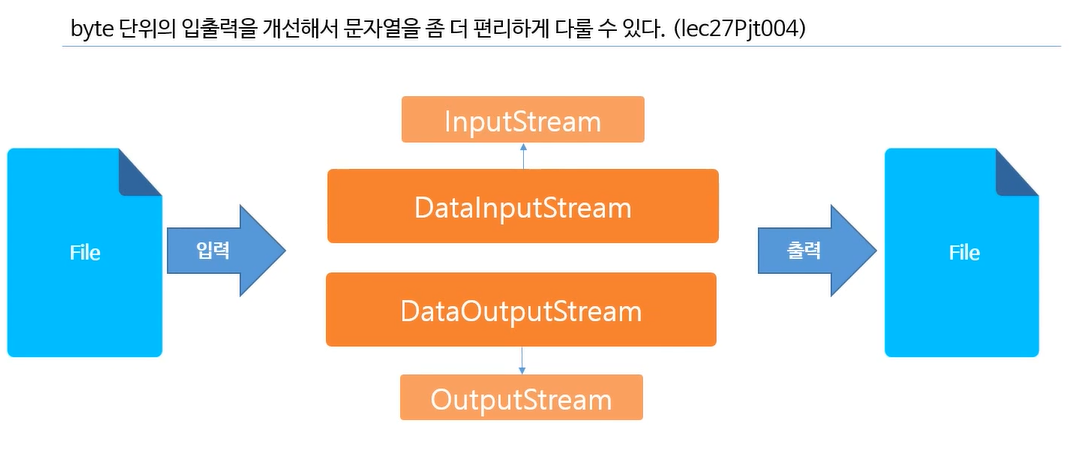 byte 단위의 입출력을 개선해서 문자열을 좀 더 편리하게 다룰 수 있다. (lec27Pjt004)
InputStream
DataInputStream
File
입력
출력
File
DataOutputStream
OutputStream